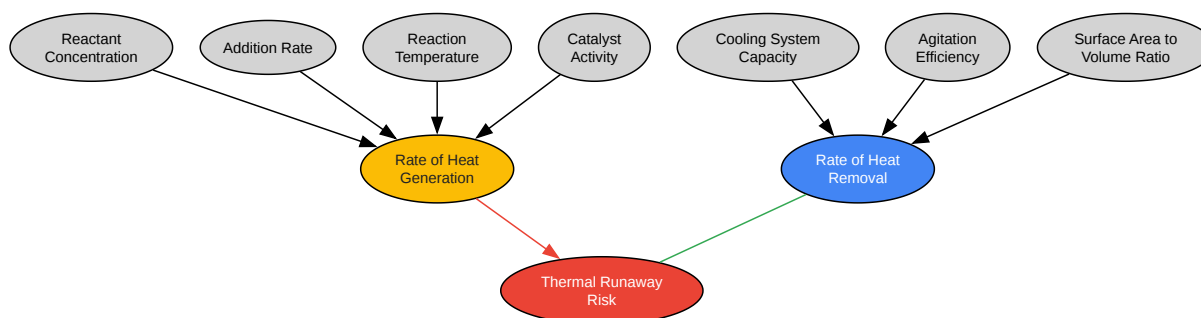 Reactant
Concentration
Addition Rate
Reaction
Temperature
Catalyst
Activity
Cooling System
Capacity
Agitation
Efficiency
Surface Area to
Volume Ratio
Rate of Heat
Generation
Rate of Heat
Removal
Thermal Runaway
Risk